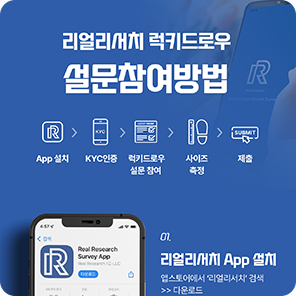 리얼리서치 럭키드로우
설문참여방법
KYC
SUBMIT
App 설치
KYC인증
럭키드로우
설문 참여
사이즈
측정
제출
4:57
검색
Real Research
Survey App
다운로드
01.
리얼리서치 App 설치
앱스토어에서 '리얼리서치' 검색
>> 다운로드